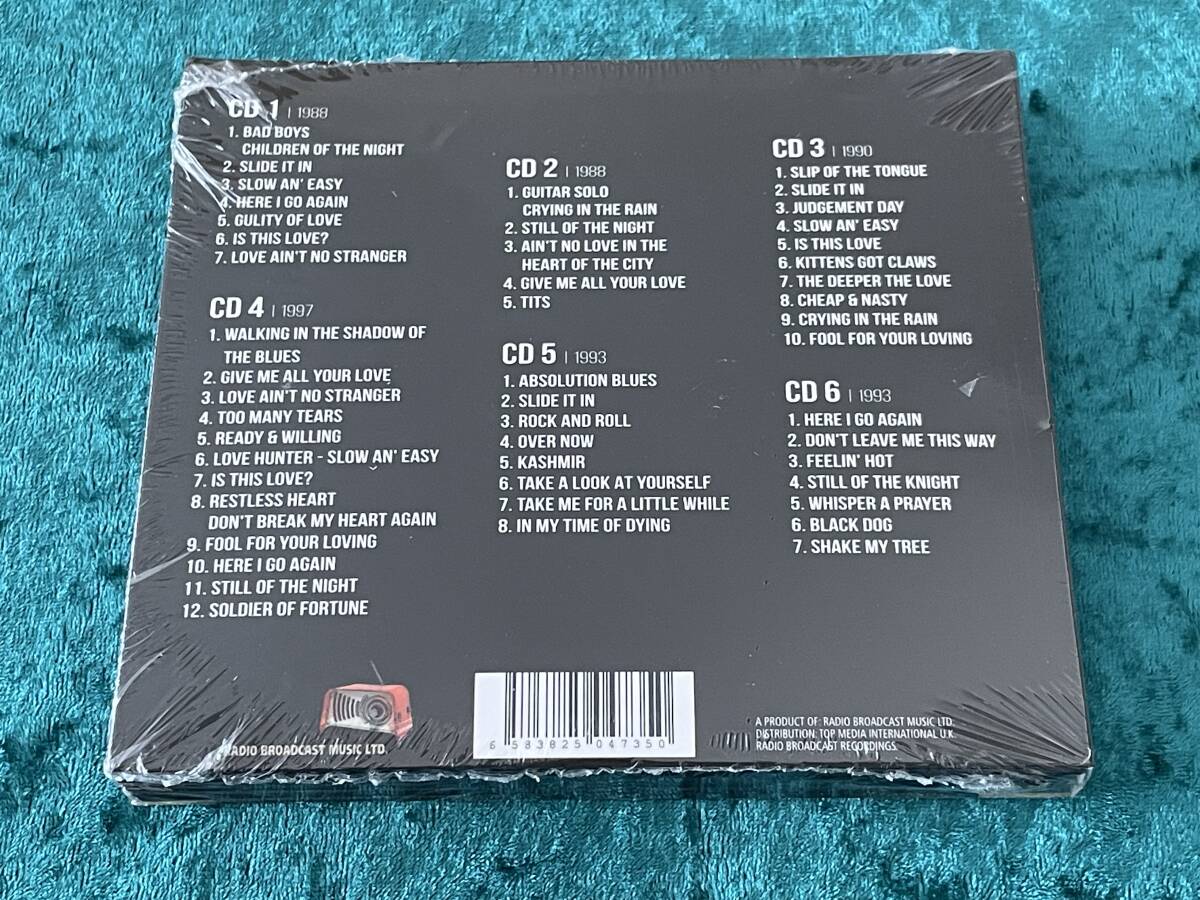 CD 1 | 1988
1. BAD BOYS
CHILDREN OF THE NIGHT
2. SLIDE IT IN
3. SLOW AN' EASY
4. HERE I GO AGAIN
5. GULITY OF LOVE
6. IS THIS LOVE?
7. LOVE AIN'T NO STRANGER
CD 2 | 1988
1. GUITAR SOLO
CRYING IN THE RAIN
2. STILL OF THE NIGHT
3. AIN'T NO LOVE IN THE
HEART OF THE CITY
4. GIVE ME ALL YOUR LOVE
5. TITS
CD 3 | 1990
1. SLIP OF THE TONGUE
2. SLIDE IT IN
3. JUDGEMENT DAY
4. SLOW AN' EASY
5. IS THIS LOVE
6. KITTENS GOT CLAWS
7. THE DEEPER THE LOVE
8. CHEAP & NASTY
9. CRYING IN THE RAIN
10. FOOL FOR YOUR LOVING
CD 4 | 1997
1. WALKING IN THE SHADOW OF
THE BLUES
2. GIVE ME ALL YOUR LOVE
3. LOVE AIN'T NO STRANGER
4. TOO MANY TEARS
5. READY & WILLING
6. LOVE HUNTER - SLOW AN' EASY
7. IS THIS LOVE?
8. RESTLESS HEART
DON'T BREAK MY HEART AGAIN
9. FOOL FOR YOUR LOVING
10. HERE I GO AGAIN
11. STILL OF THE NIGHT
12. SOLDIER OF FORTUNE
CD 5 | 1993
1. ABSOLUTION BLUES
2. SLIDE IT IN
3. ROCK AND ROLL
4. OVER NOW
5. KASHMIR
6. TAKE A LOOK AT YOURSELF
7. TAKE ME FOR A LITTLE WHILE
8. IN MY TIME OF DYING
CD 6 | 1993
1. HERE I GO AGAIN
2. DON'T LEAVE ME THIS WAY
3. FEELIN' HOT
4. STILL OF THE KNIGHT
5. WHISPER A PRAYER
6. BLACK DOG
7. SHAKE MY TREE
RADIO BROADCAST MUSIC LTD.
6 583825 047350
A PRODUCT OF: RADIO BROADCAST MUSIC LTD.
DISTRIBUTION: TOP MEDIA INTERNATIONAL U.K.
RADIO BROADCAST RECORDINGS.